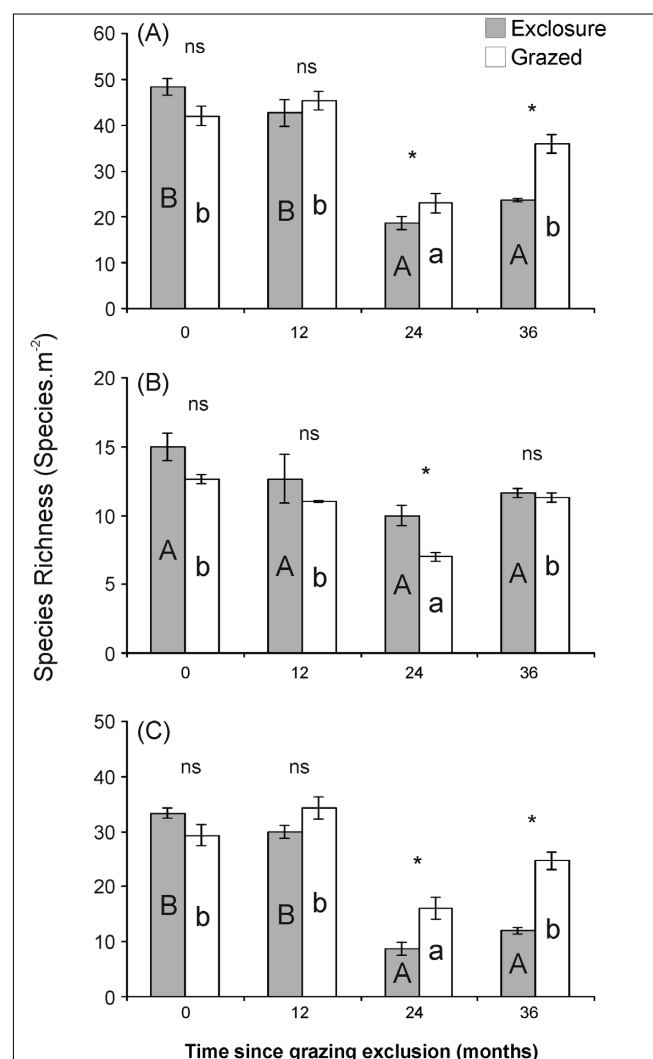 (A)
Exclosure
Grazed
60
50
40
30
20
10
0
ns
ns
*
*
B
b
B
b
A
a
A
b
0
12
24
36
Species Richness (Species.m⁻²)
(B)
20
15
10
5
0
ns
ns
*
ns
A
b
A
b
A
a
A
b
0
12
24
36
(C)
50
40
30
20
10
0
ns
ns
*
*
B
b
B
b
A
a
A
b
0
12
24
36
Time since grazing exclusion (months)